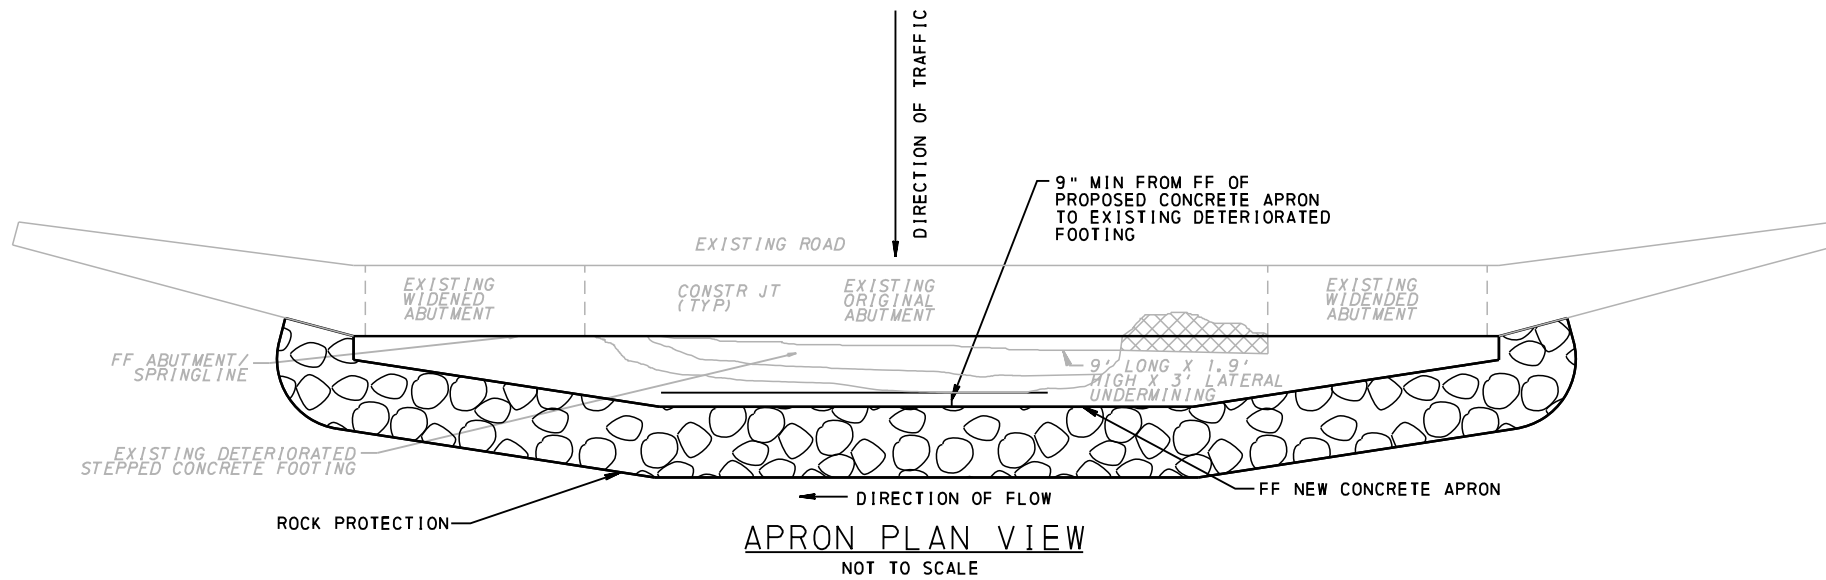 DIRECTION OF TRAFFIC
9" MIN FROM FF OF
PROPOSED CONCRETE APRON
TO EXISTING DETERIORATED
FOOTING
EXISTING ROAD
EXISTING
WIDENED
ABUTMENT
CONSTR JT
(TYP)
EXISTING
ORIGINAL
ABUTMENT
EXISTING
WIDENDED
ABUTMENT
FF ABUTMENT/
SPRINGLINE
9' LONG X 1.9'
HIGH X 3' LATERAL
UNDERMINING
EXISTING DETERIORATED
STEPPED CONCRETE FOOTING
FF NEW CONCRETE APRON
DIRECTION OF FLOW
ROCK PROTECTION
APRON PLAN VIEW
NOT TO SCALE